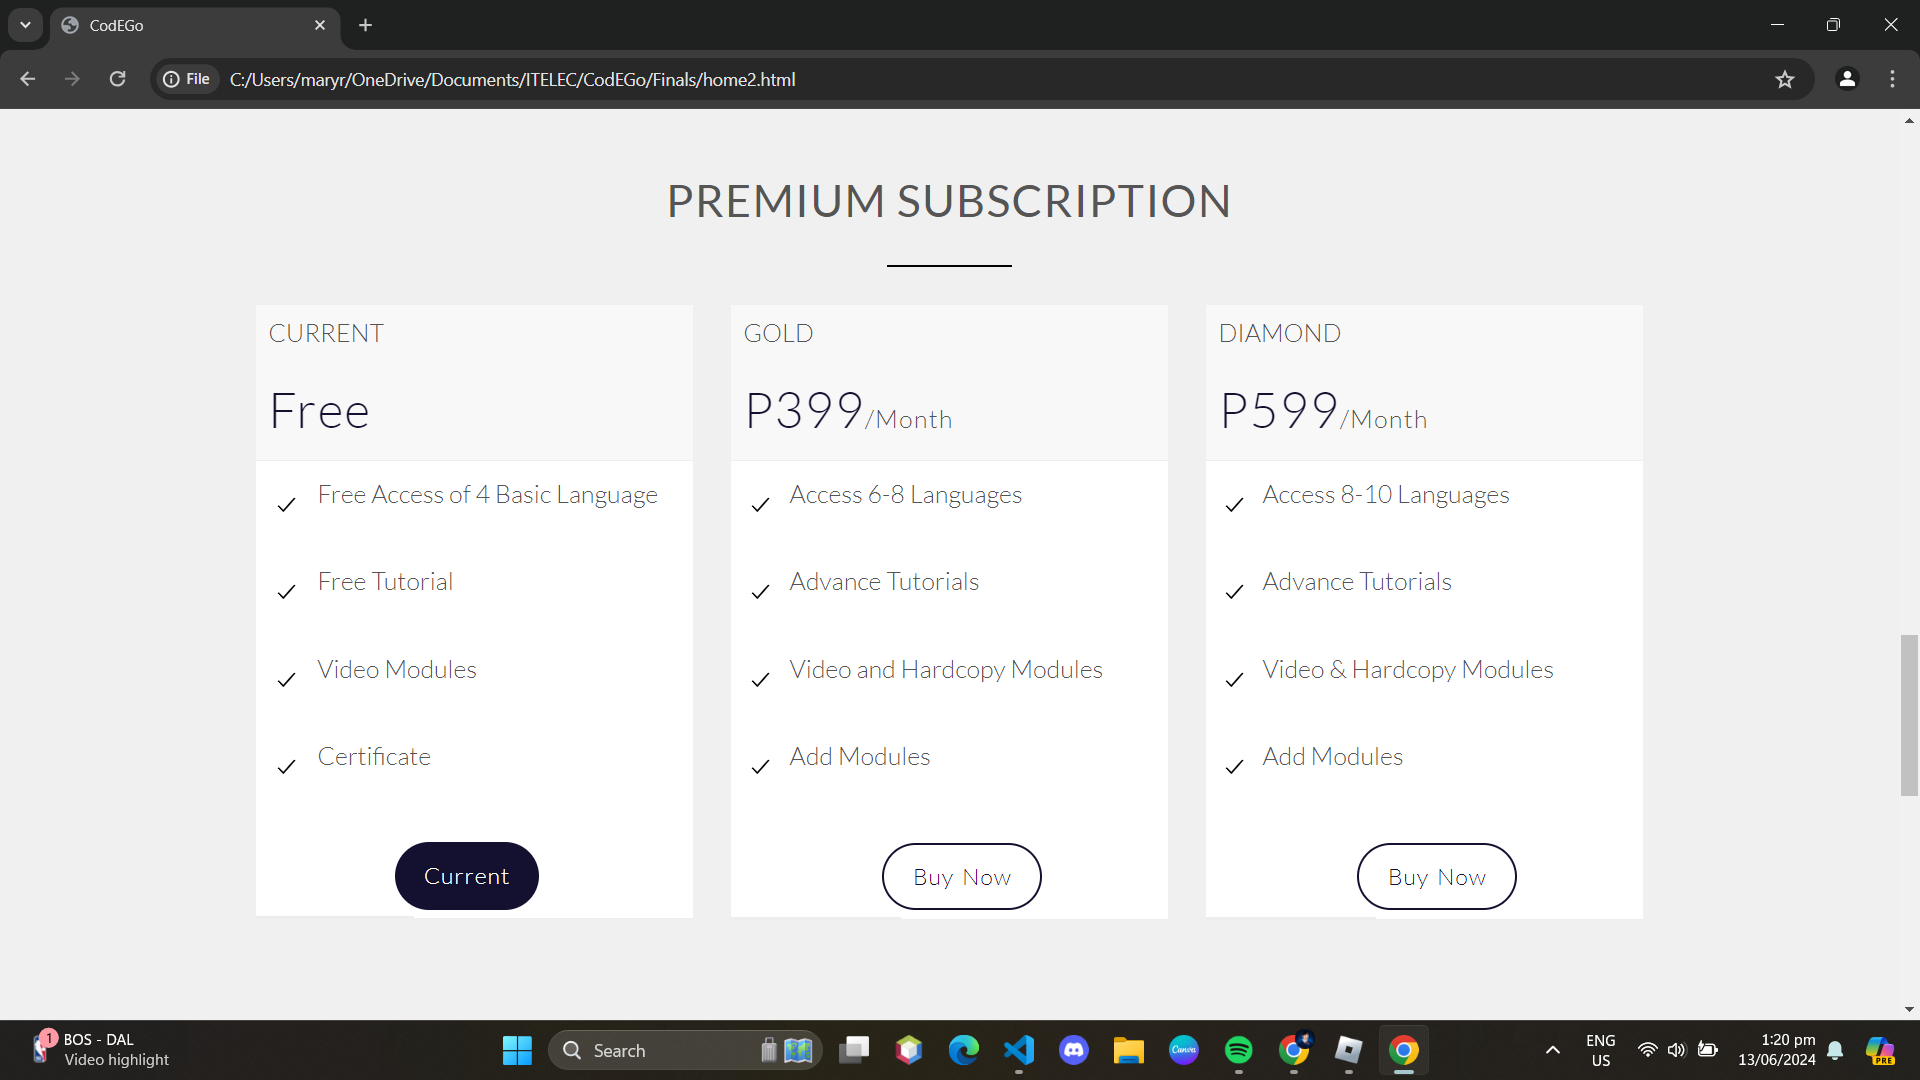 CodEGo
File
C:/Users/maryr/OneDrive/Documents/ITELEC/CodEGo/Finals/home2.html
PREMIUM SUBSCRIPTION
CURRENT
Free
Free Access of 4 Basic Language
Free Tutorial
Video Modules
Certificate
Current
GOLD
P399/Month
Access 6-8 Languages
Advance Tutorials
Video and Hardcopy Modules
Add Modules
Buy Now
DIAMOND
P599/Month
Access 8-10 Languages
Advance Tutorials
Video & Hardcopy Modules
Add Modules
Buy Now
1
BOS - DAL
Video highlight
Search
Canva
ENG
US
1:20 pm
13/06/2024
PRE